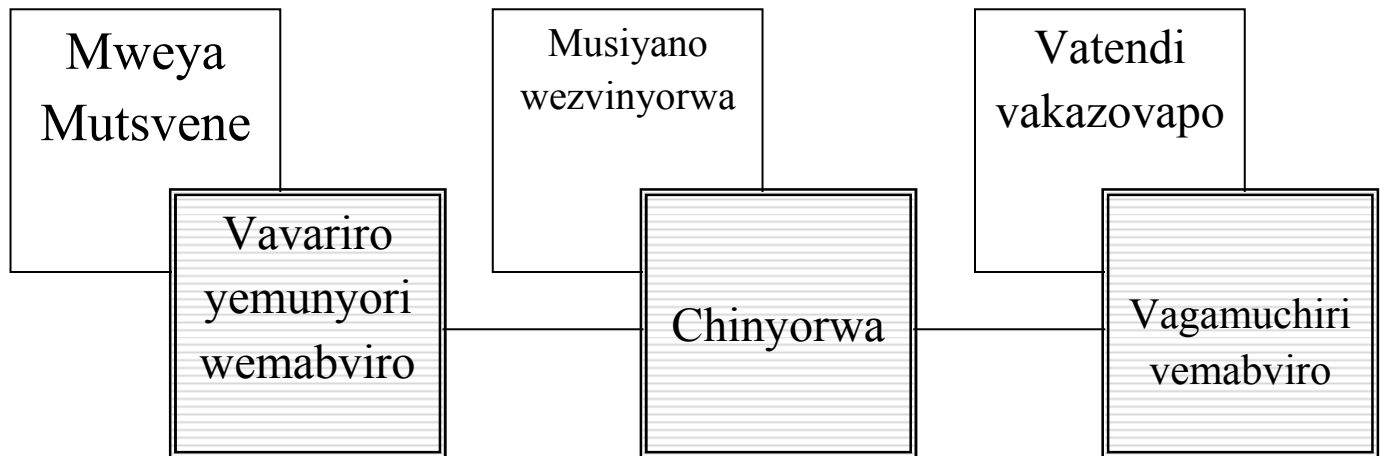 Mweya
Mutsvene
Musiyano
wezvinyorwa
Vatendi
vakazovapo
Vavariro
yemunyori
wemabviro
Chinyorwa
Vagamuchiri
vemabviro